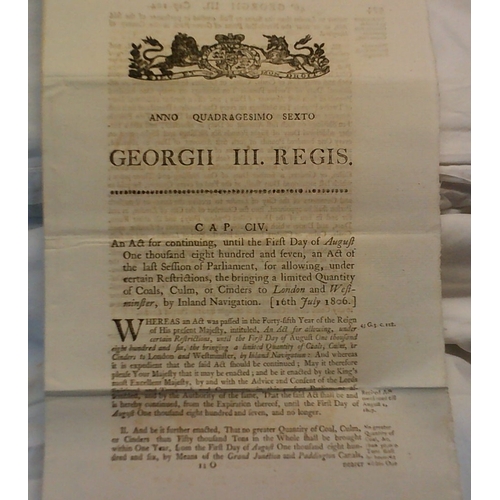 DIEU ET MON DROIT
ANNO QUADRAGESIMO SEXTO
GEORGII III. REGIS.
CAP. CIV.
An Act for continuing, until the First Day of August
One thousand eight hundred and seven, an Act of
the last Session of Parliament, for allowing, under
certain Restrictions, the bringing a limited Quantity
of Coals, Culm, or Cinders to London and West-
minster, by Inland Navigation. [16th July 1806.]
WHEREAS an Act was passed in the Forty-fifth Year of the Reign
of His present Majesty, intituled, An Act for allowing, under
certain Restrictions, until the First Day of August One thousand
eight hundred and six, the bringing a limited Quantity of Coals, Culm, or
Cinders to London and Westminster, by Inland Navigation: And whereas
it is expedient that the said Act should be continued; May it therefore
please Your Majesty that it may be enacted; and be it enacted by the King's
most Excellent Majesty, by and with the Advice and Consent of the Lords
and by the Authority of the same, That the said Act shall be and
is hereby continued, from the Expiration thereof, until the First Day of
August One thousand eight hundred and seven, and no longer.
II. And be it further enacted, That no greater Quantity of Coal, Culm,
or Cinders than Fifty thousand Tons in the Whole shall be brought
within One Year, from the First Day of August One thousand eight hun-
dred and six, by Means of the Grand Junction and Paddington Canals,
No greater
Quantity of
Coal, &c.
within One